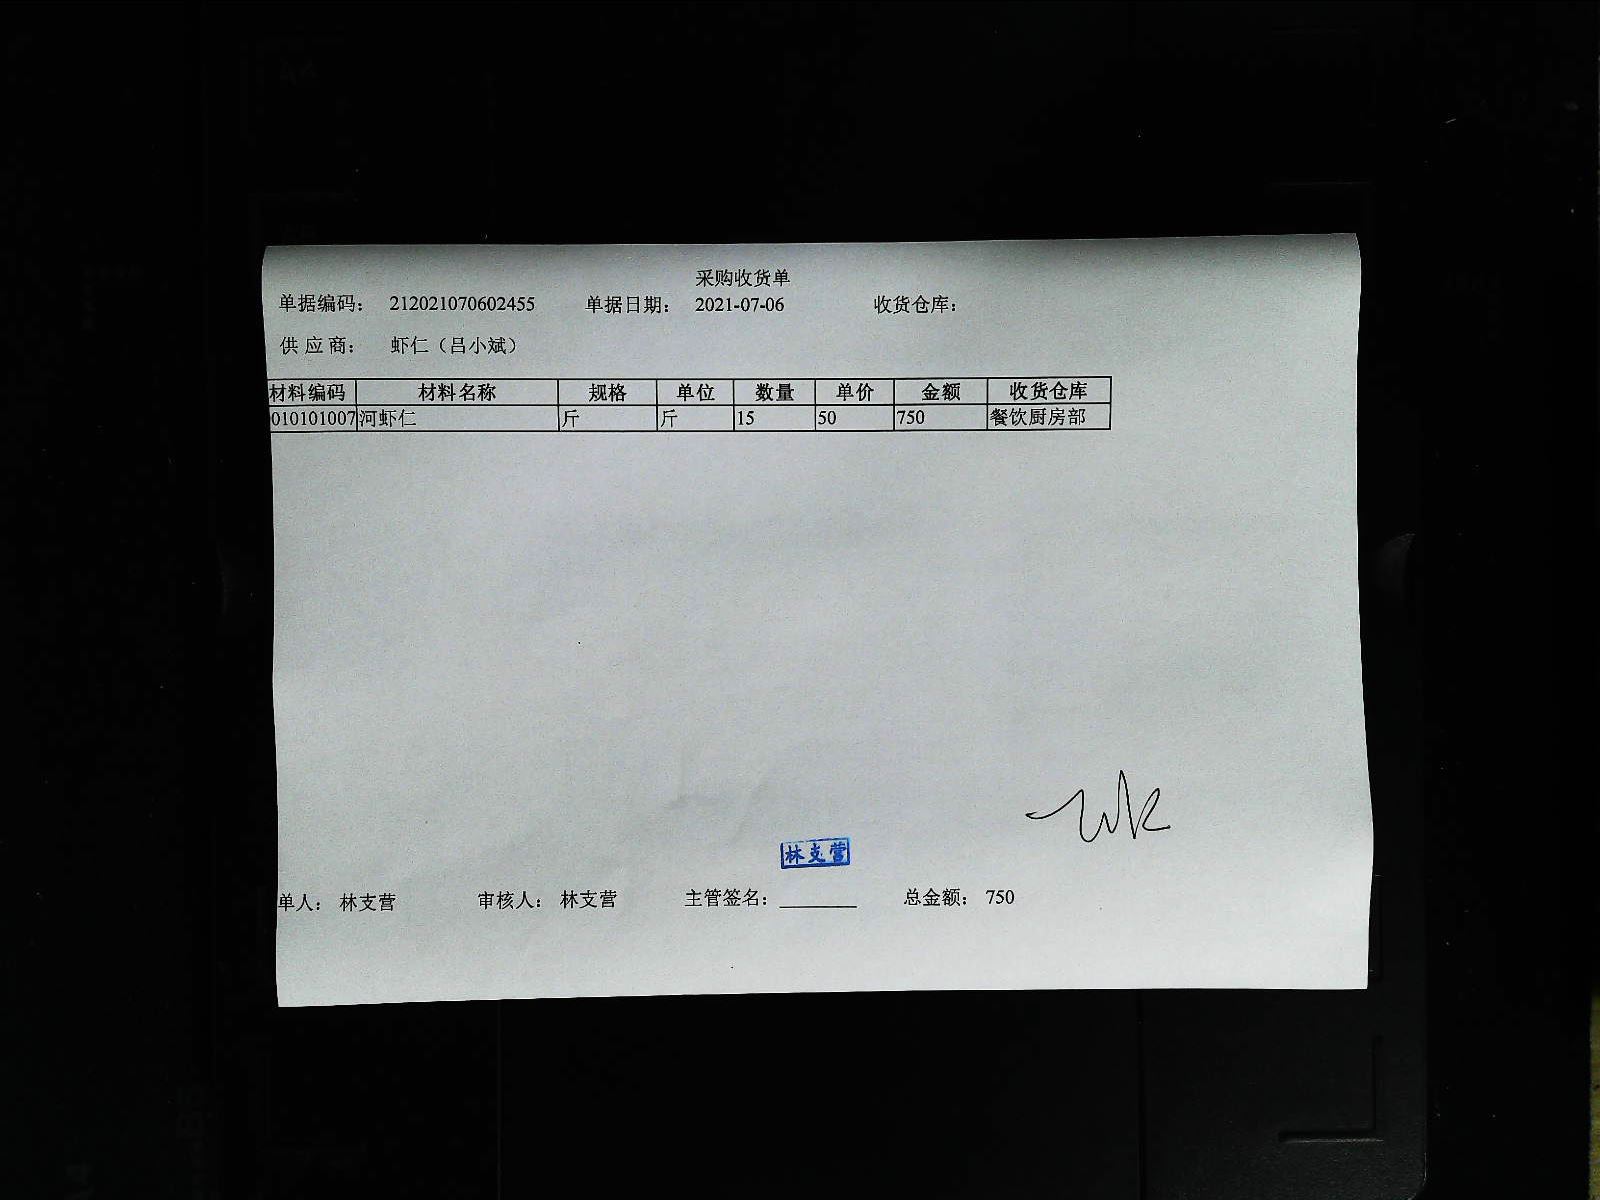 采购收货单
单据编码： 212021070602455 单据日期： 2021-07-06 收货仓库：
供 应 商： 虾仁（吕小斌）
材料编码 材料名称 规格 单位 数量 单价 金额 收货仓库
010101007 河虾仁 斤 斤 15 50 750 餐饮厨房部
林支营
单人： 林支营 审核人： 林支营 主管签名：________ 总金额： 750